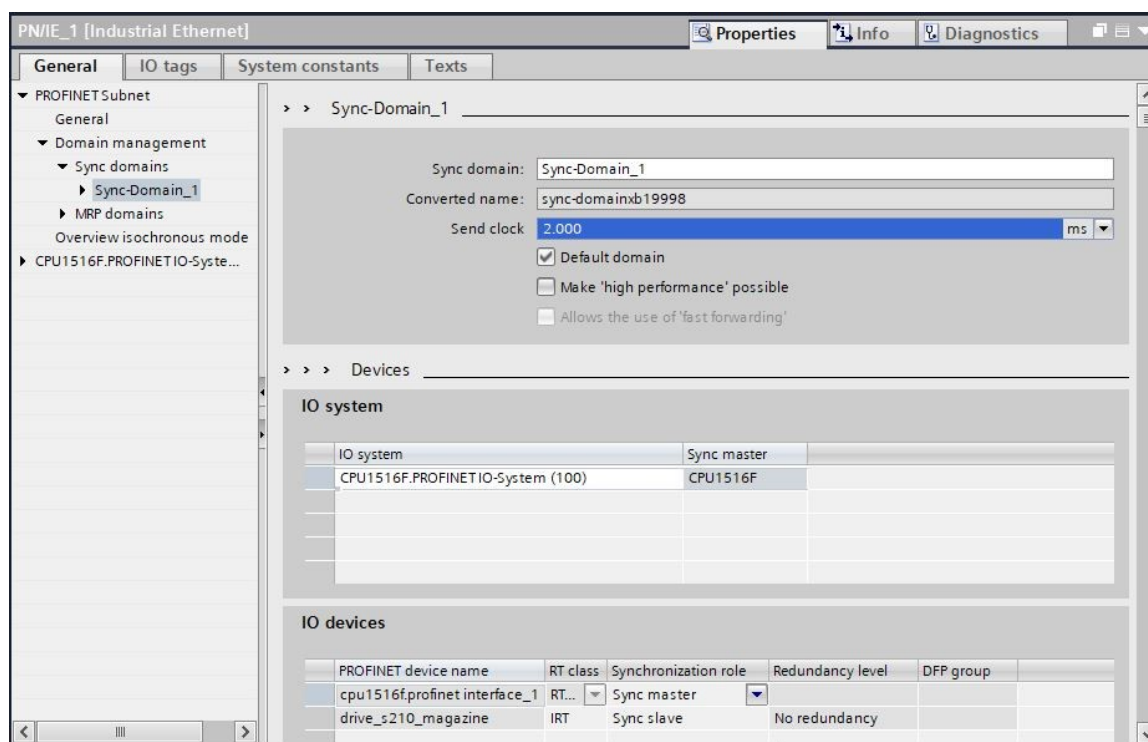 PN/IE_1 [Industrial Ethernet]
Properties
Info
Diagnostics
General
IO tags
System constants
Texts
PROFINET Subnet
General
Domain management
Sync domains
Sync-Domain_1
MRP domains
Overview isochronous mode
CPU1516F.PROFINET IO-Syste...
> > Sync-Domain_1
Sync domain: Sync-Domain_1
Converted name: sync-domainxb19998
Send clock 2.000 ms
Default domain
Make 'high performance' possible
Allows the use of 'fast forwarding'
> > > Devices
IO system
IO system Sync master
CPU1516F.PROFINET IO-System (100) CPU1516F
IO devices
PROFINET device name RT class Synchronization role Redundancy level DFP group
cpu1516f.profinet interface_1 RT... Sync master
drive_s210_magazine IRT Sync slave No redundancy